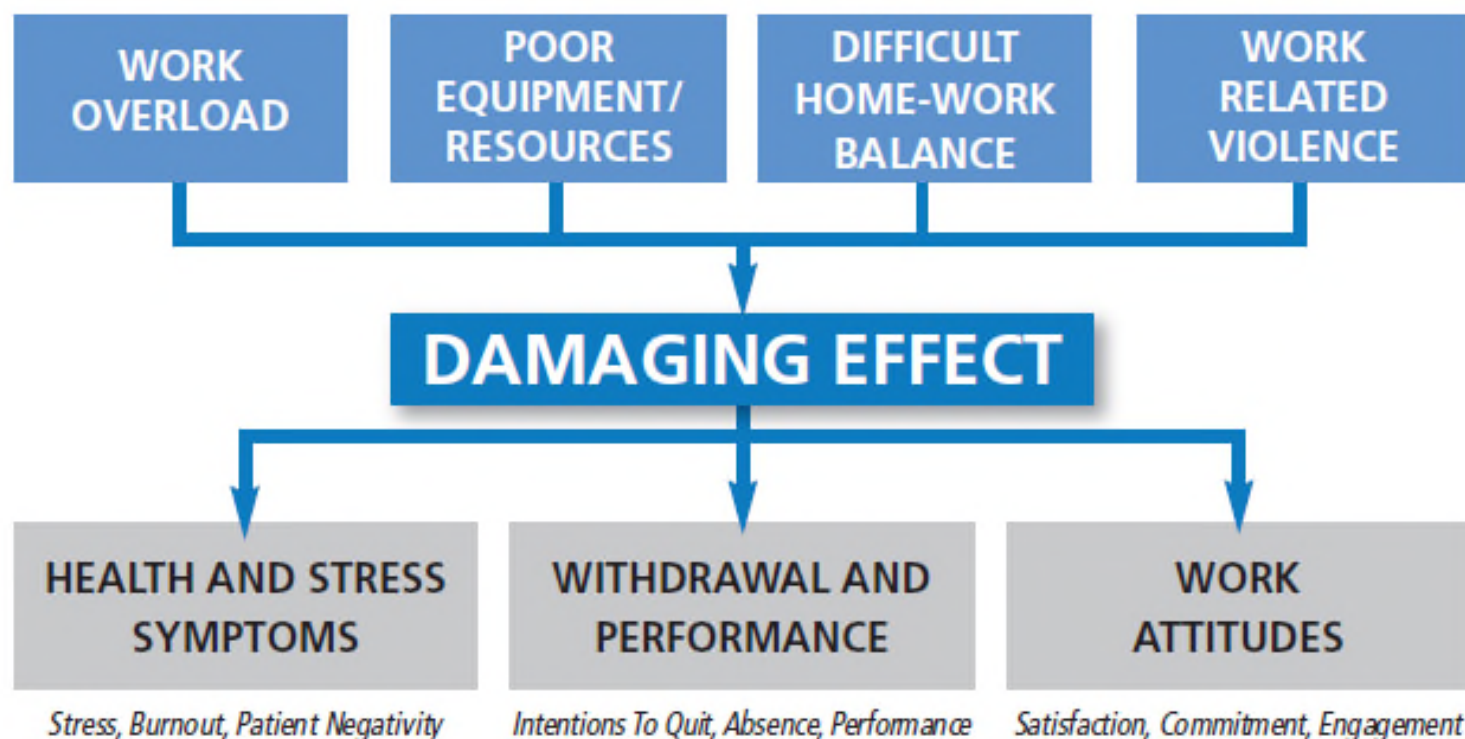 WORK
OVERLOAD
POOR
EQUIPMENT/
RESOURCES
DIFFICULT
HOME-WORK
BALANCE
WORK
RELATED
VIOLENCE
DAMAGING EFFECT
HEALTH AND STRESS
SYMPTOMS
WITHDRAWAL AND
PERFORMANCE
WORK
ATTITUDES
Stress, Burnout, Patient Negativity
Intentions To Quit, Absence, Performance
Satisfaction, Commitment, Engagement